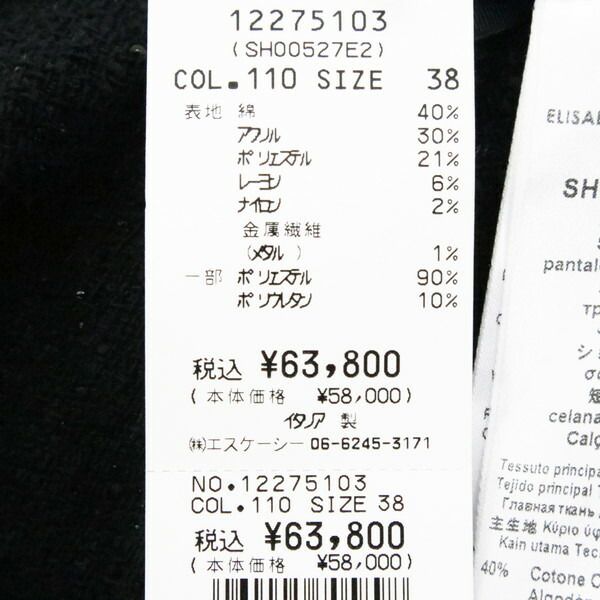 12275103
(SH00527E2)
COL.110 SIZE 38
表地 綿 40%
アクリル 30%
ポリエステル 21%
レーヨン 6%
ナイロン 2%
金属繊維
(メタル ) 1%
一部 ポリエステル 90%
ポリウレタン 10%
税込 ¥63,800
( 本体価格 ¥58,000)
イタリア 製
㈱エスケーシー 06-6245-3171
NO.12275103
COL.110 SIZE 38
税込 ¥63,800
( 本体価格 ¥58,000)
ELISAB
SH
pantal
тр
ショ
短
celana
Calç
Tessuto principa
Tejido principal T
Главная ткань
主生地 Κύριο ύφ
Kain utama Tec
40% Cotone C
Algodon